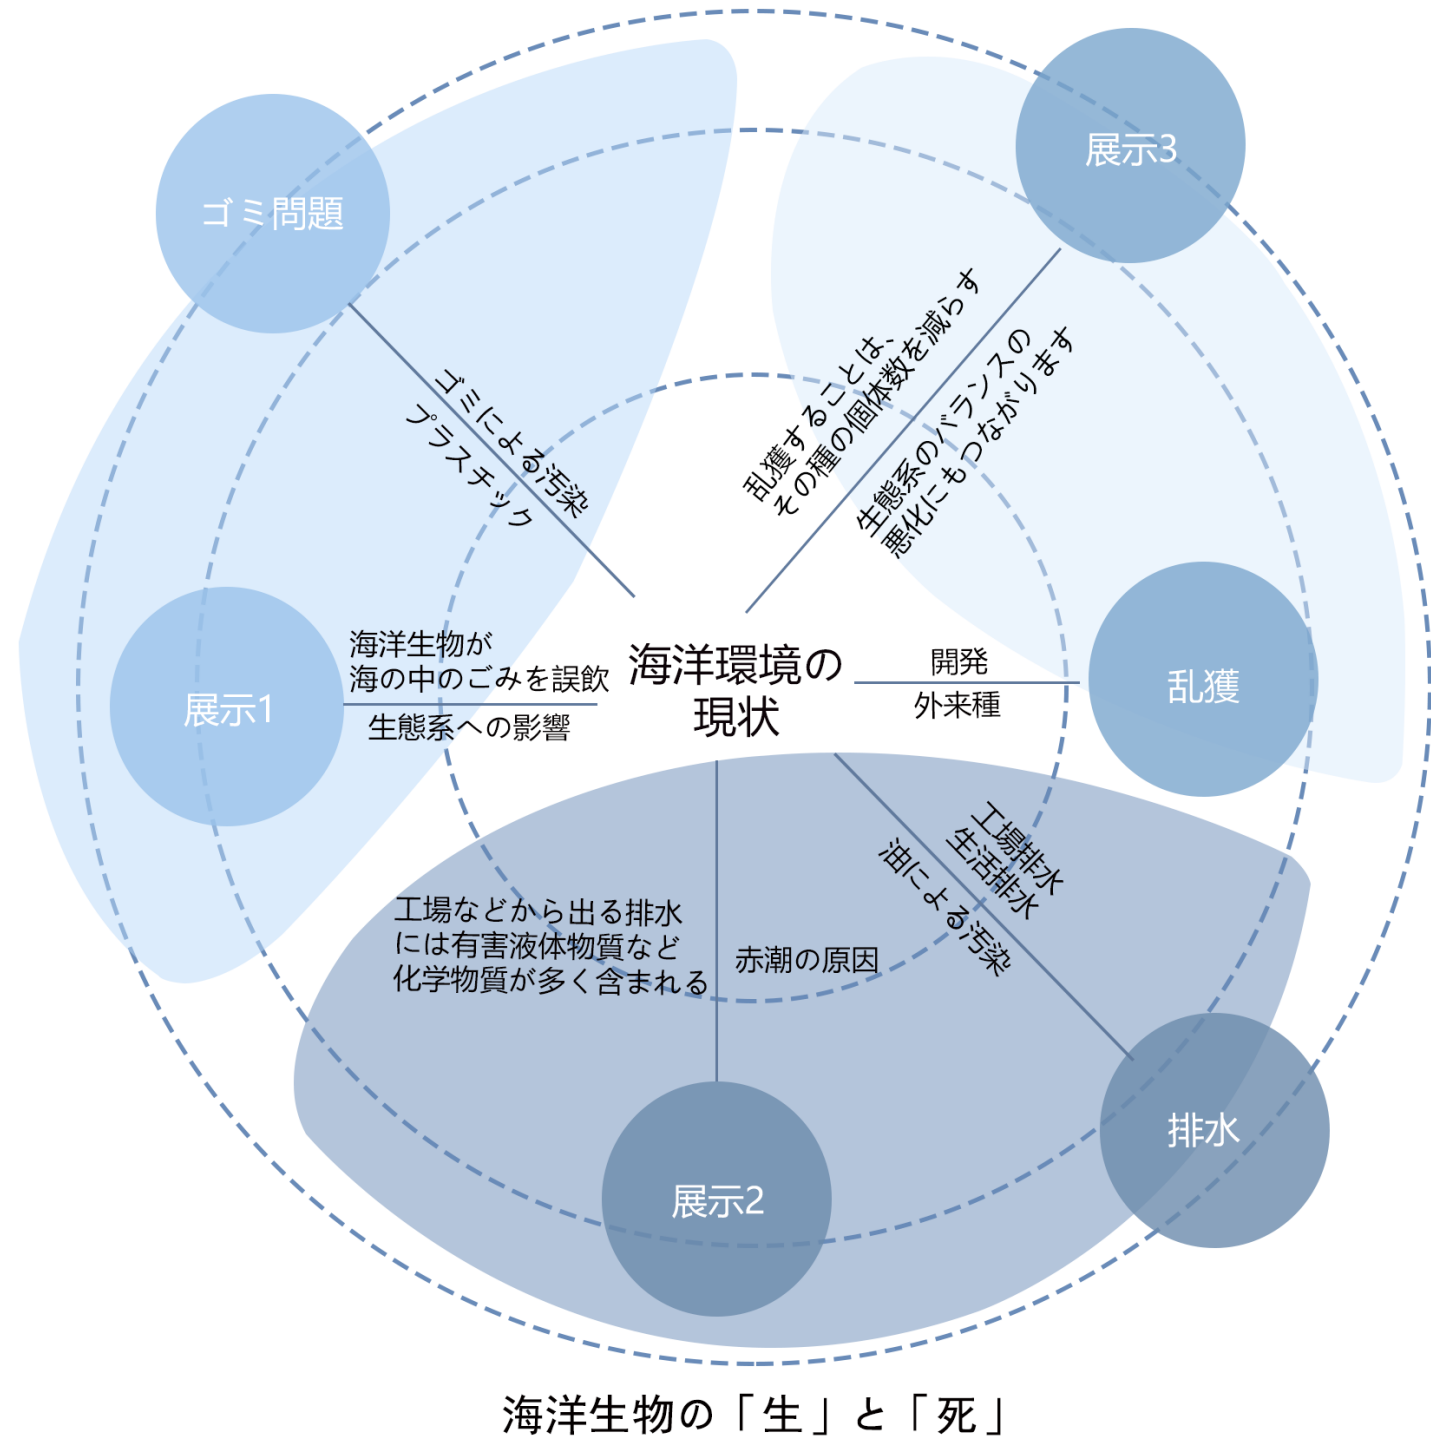 展示3
ゴミ問題
乱獲することは、
その種の個体数を減らす
生態系のバランスの
悪化にもつながります
ゴミによる汚染
プラスチック
海洋生物が
海の中のごみを誤飲
生態系への影響
展示1
海洋環境の
現状
開発
外来種
乱獲
工場排水
生活排水
油による汚染
工場などから出る排水
には有害液体物質など
化学物質が多く含まれる
赤潮の原因
排水
展示2
海洋生物の「生」と「死」